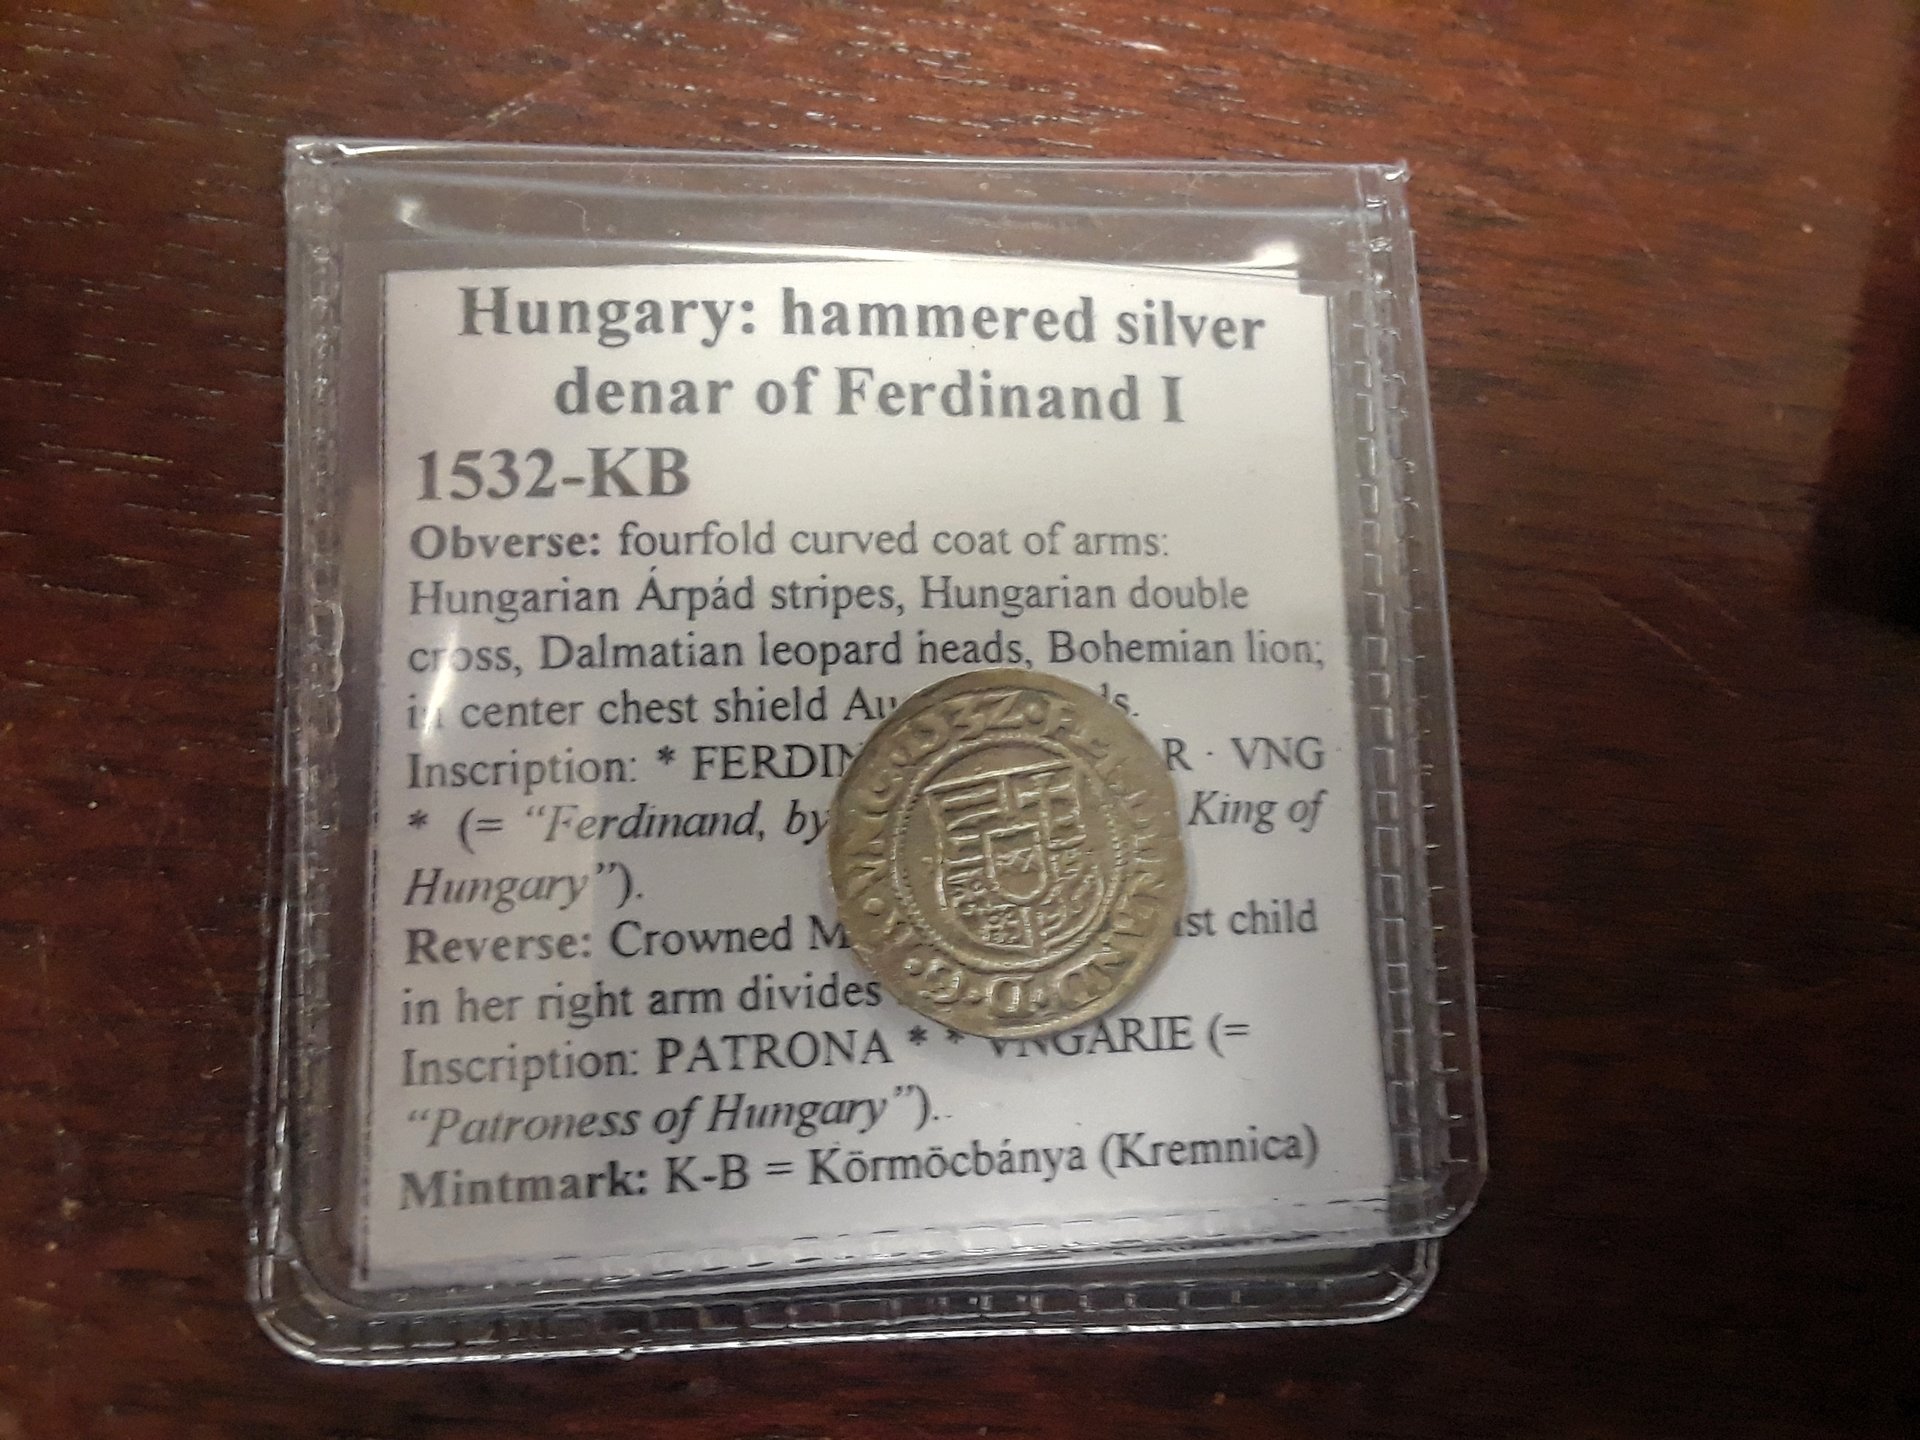 Hungary: hammered silver
denar of Ferdinand I
1532-KB
Obverse: fourfold curved coat of arms:
Hungarian Árpád stripes, Hungarian double
cross, Dalmatian leopard heads, Bohemian lion;
in center chest shield
Inscription: * FERDIN R · VNG
* (= “Ferdinand, by King of
Hungary”).
Reverse: Crowned child
in her right arm divides
Inscription: PATRONA * * VNGARIE (=
“Patroness of Hungary”)..
Mintmark: K-B = Körmöcbánya (Kremnica)